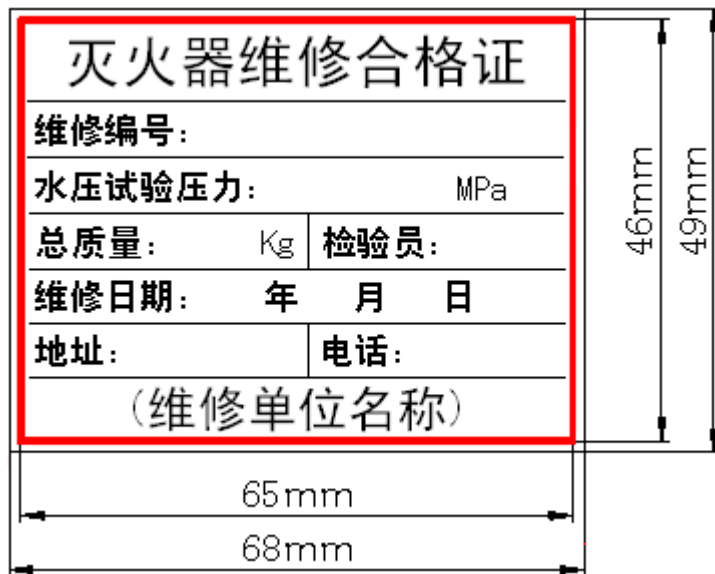 灭火器维修合格证
维修编号：
水压试验压力： MPa
总质量： Kg 检验员：
维修日期： 年 月 日
地址： 电话：
(维修单位名称)
46mm
49mm
65mm
68mm